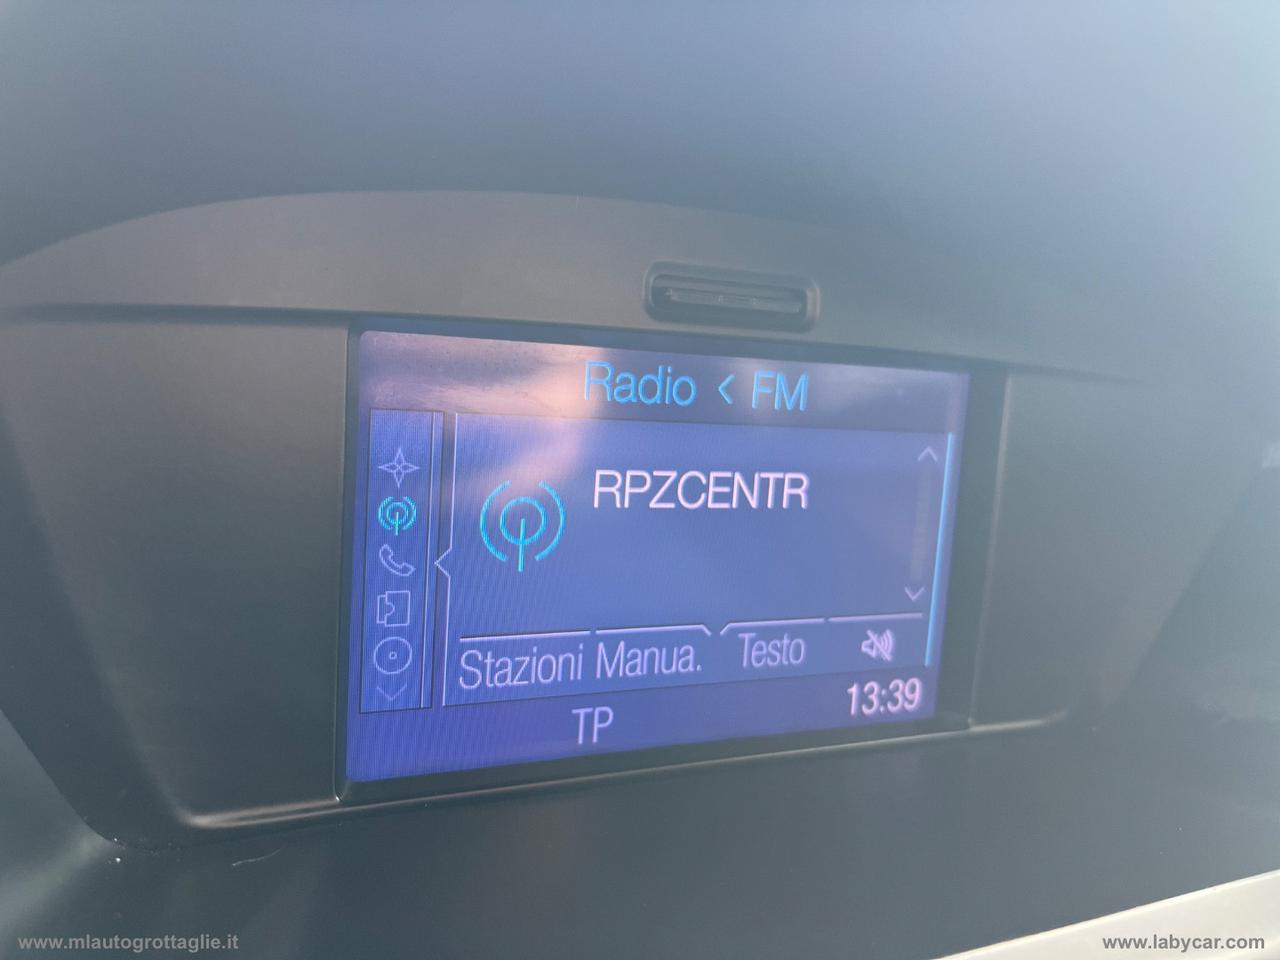 Radio < FM
RPZCENTR
Stazioni Manua. Testo
13:39
TP
www.mlautogrottaglie.it
www.labycar.com